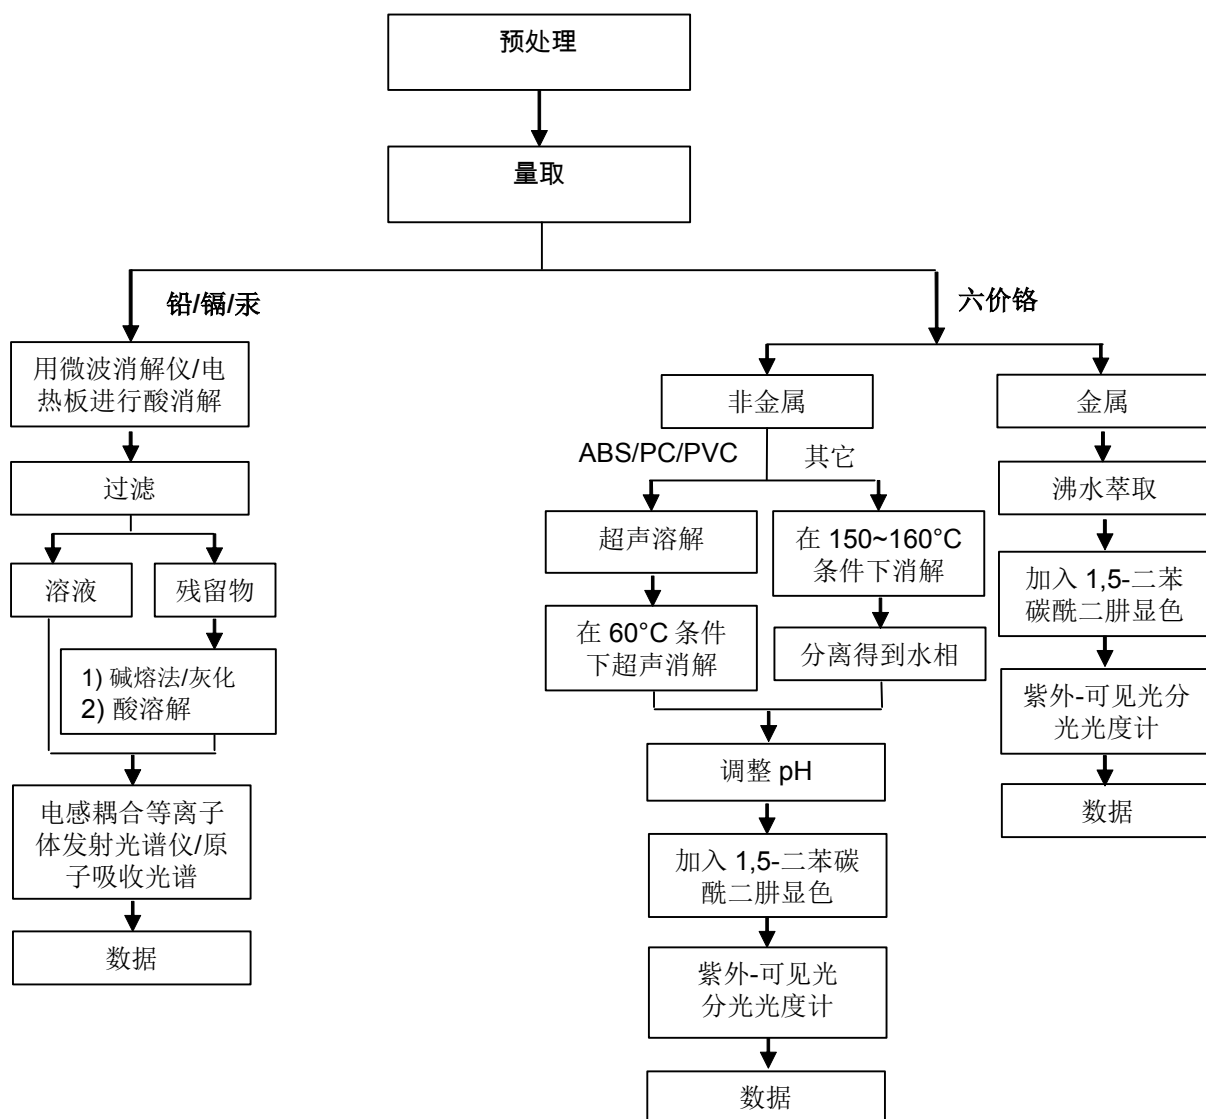 预处理
量取
铅/镉/汞
用微波消解仪/电
热板进行酸消解
过滤
溶液
残留物
1) 碱熔法/灰化
2) 酸溶解
电感耦合等离子
体发射光谱仪/原
子吸收光谱
数据
六价铬
非金属
ABS/PC/PVC
其它
超声溶解
在 60°C 条件
下超声消解
在 150~160°C
条件下消解
分离得到水相
调整 pH
加入 1,5-二苯碳
酰二肼显色
紫外-可见光
分光光度计
数据
金属
沸水萃取
加入 1,5-二苯
碳酰二肼显色
紫外-可见光分
光光度计
数据